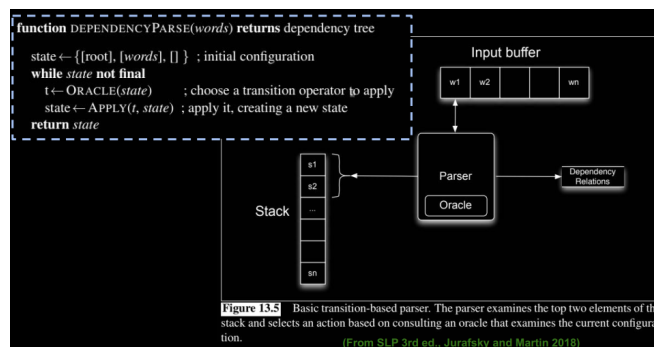 function DEPENDENCYPARSE(words) returns dependency tree
state ← {[root], [words], [] } ; initial configuration
while state not final
t ← ORACLE(state) ; choose a transition operator to apply
state ← APPLY(t, state) ; apply it, creating a new state
return state
Input buffer
w1 w2 wn
s1
s2
...
sn
Stack
Parser
Oracle
Dependency
Relations
Figure 13.5 Basic transition-based parser. The parser examines the top two elements of th
stack and selects an action based on consulting an oracle that examines the current configura
tion.
(From SLP 3rd ed., Jurafsky and Martin 2018)